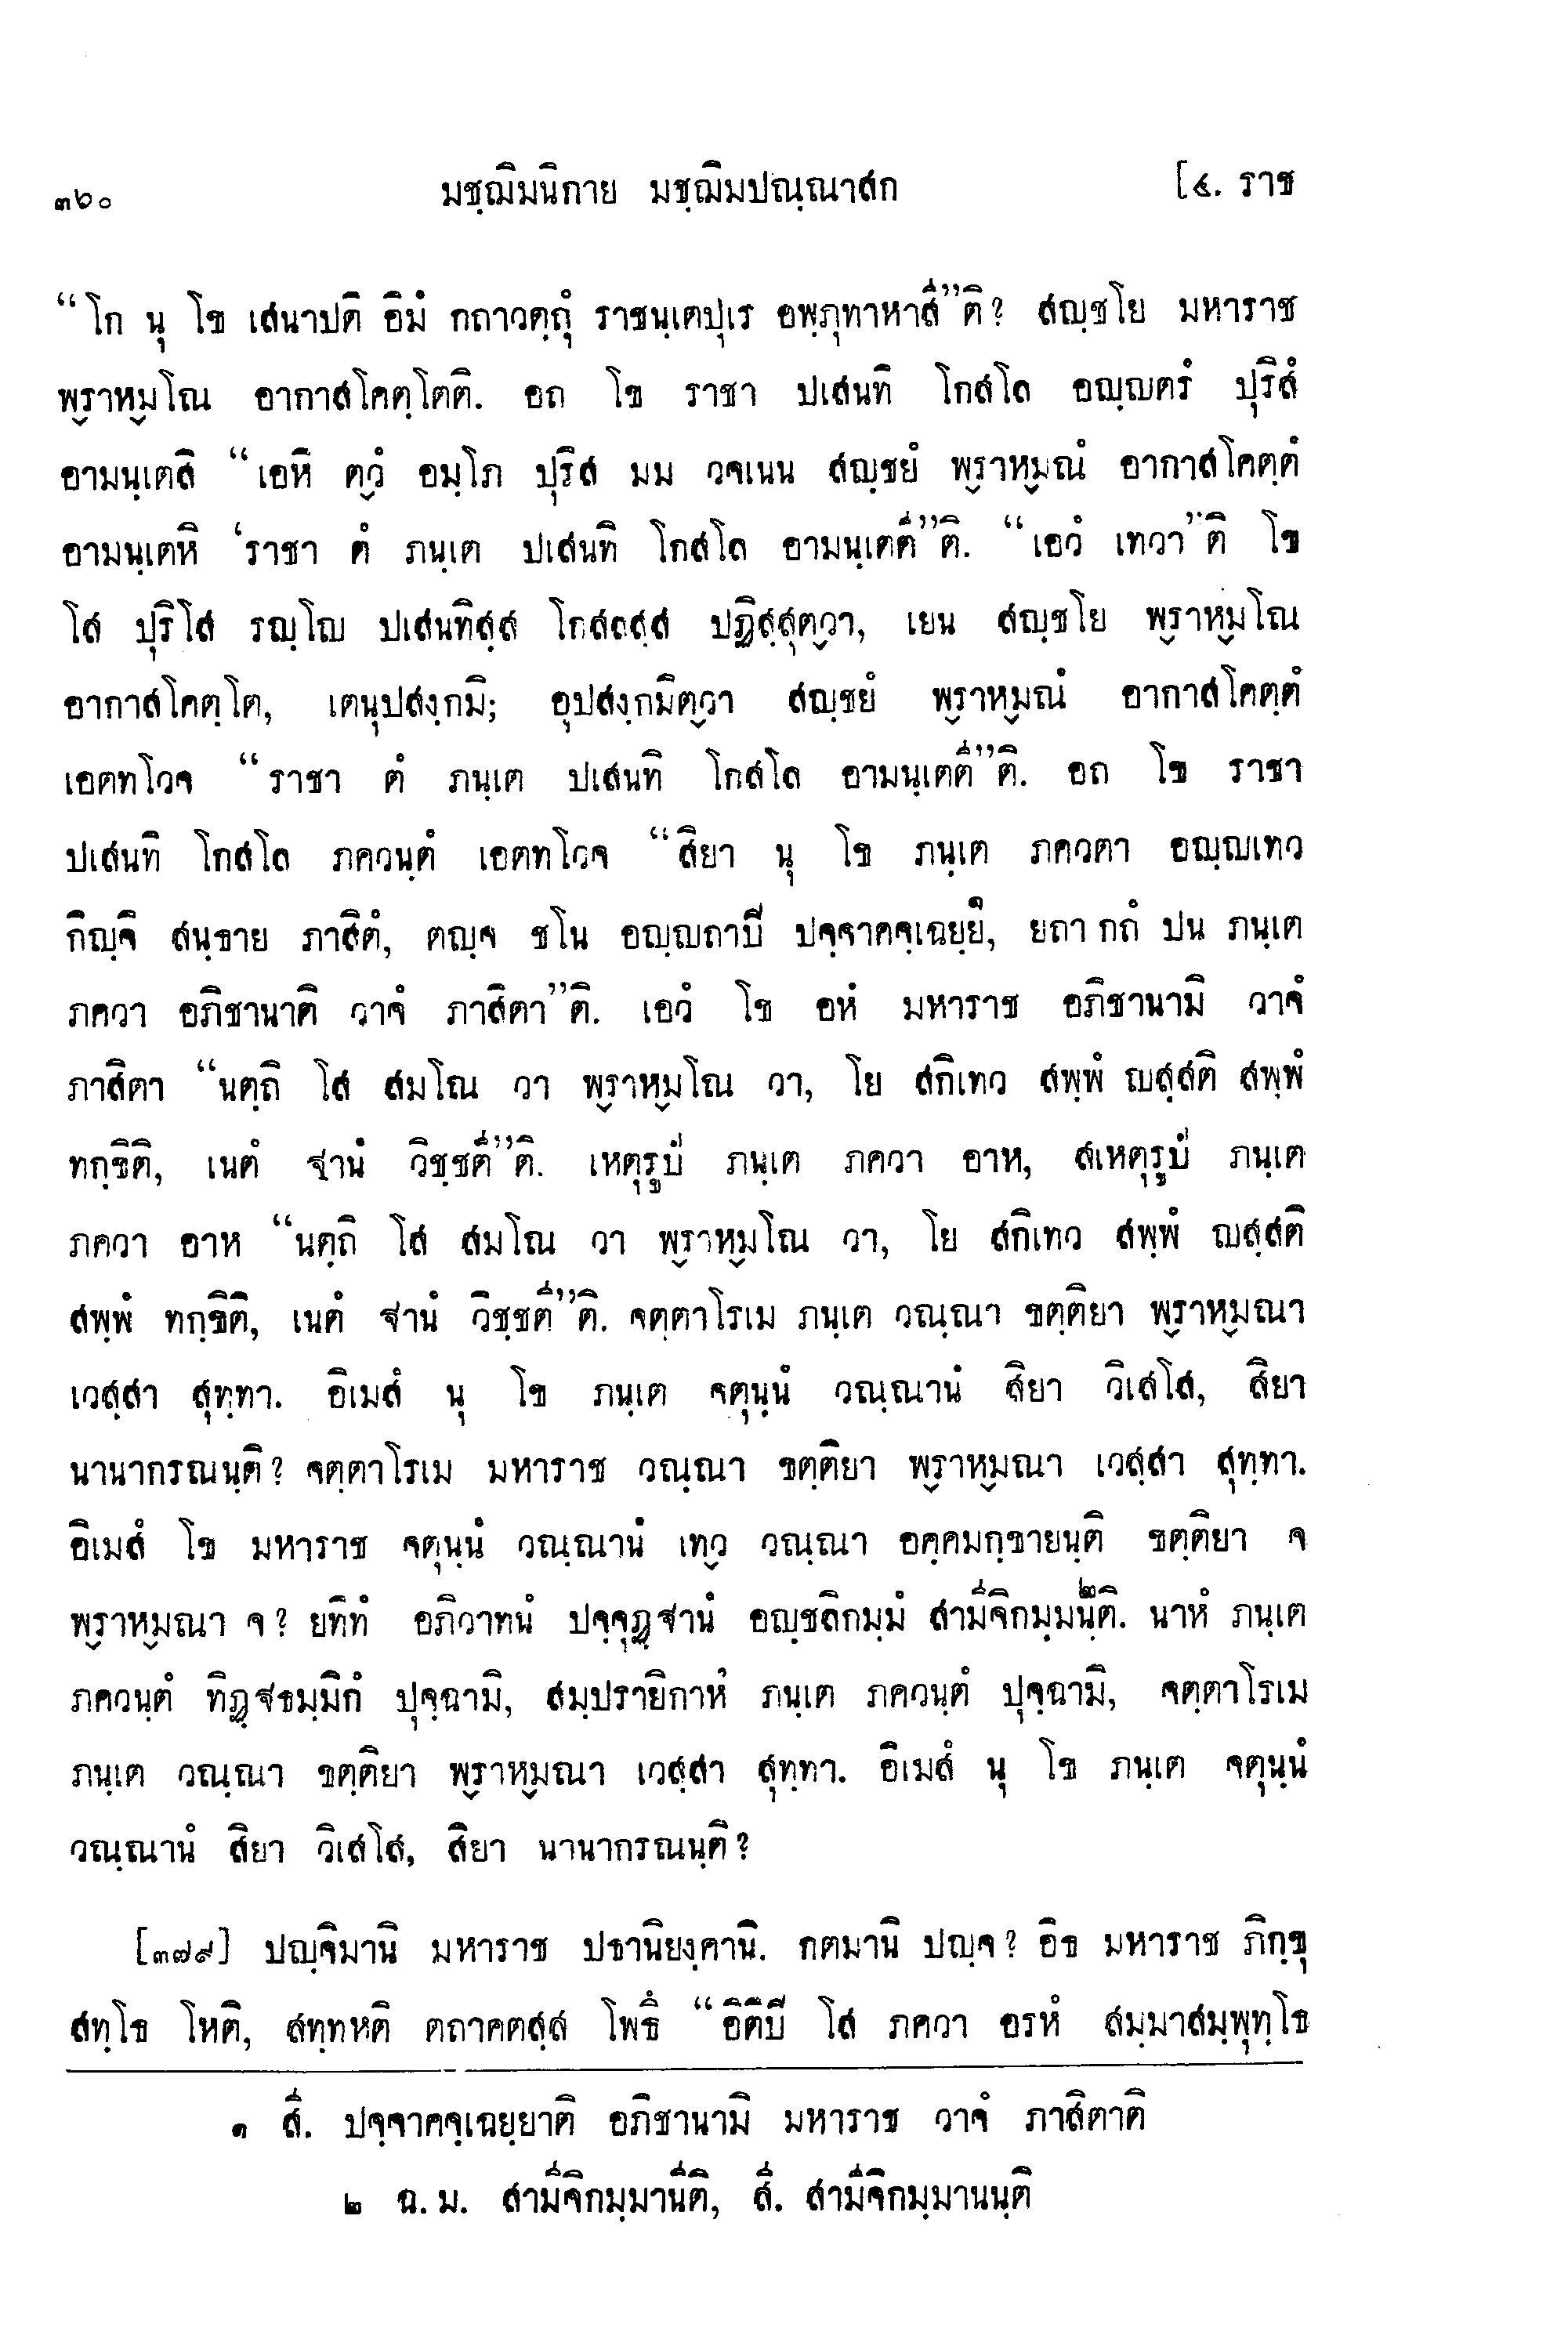 ๓๖๐ มชฺฌิมนิกาย มชฺฌิมปณฺณาสก [๔. ราช
“โก นุ โข เสนาปติ อิมํ กถาวตฺถุํ ราชนฺเตปุเร อพฺภุทาหาสี”ติ? สญฺชโย มหาราช
พฺราหฺมโณ อากาสโคตฺโตติ. อถ โข ราชา ปเสนทิ โกสโล อญฺญตรํ ปุริสํ
อามนฺเตสิ “เอหิ ตฺวํ อมฺโภ ปุริส มม วจเนน สญฺชยํ พฺราหฺมณํ อากาสโคตฺตํ
อามนฺเตหิ ‘ราชา ตํ ภนฺเต ปเสนทิ โกสโล อามนฺเตตี”ติ. “เอวํ เทวา”ติ โข
โส ปุริโส รญฺโญ ปเสนทิสฺส โกสลสฺส ปฏิสฺสุตฺวา, เยน สญฺชโย พฺราหฺมโณ
อากาสโคตฺโต, เตนุปสงฺกมิ; อุปสงฺกมิตฺวา สญฺชยํ พฺราหฺมณํ อากาสโคตฺตํ
เอตทโวจ “ราชา ตํ ภนฺเต ปเสนทิ โกสโล อามนฺเตตี”ติ. อถ โข ราชา
ปเสนทิ โกสโล ภควนฺตํ เอตทโวจ “สิยา นุ โข ภนฺเต ภควตา อญฺญเทว
กิญฺจิ สนฺธาย ภาสิตํ, ตญฺจ ชโน อญฺญถาปี ปจฺจาคจฺเฉยฺย๑, ยถา กถํ ปน ภนฺเต
ภควา อภิชานาติ วาจํ ภาสิตา”ติ. เอวํ โข อหํ มหาราช อภิชานามิ วาจํ
ภาสิตา “นตฺถิ โส สมโณ วา พฺราหฺมโณ วา, โย สกิเทว สพฺพํ ญสฺสติ สพฺพํ
ทกฺขิติ, เนตํ ฐานํ วิชฺชตี”ติ. เหตุรูปํ ภนฺเต ภควา อาห, สเหตุรูปํ ภนฺเต
ภควา อาห “นตฺถิ โส สมโณ วา พฺราหฺมโณ วา, โย สกิเทว สพฺพํ ญสฺสติ
สพฺพํ ทกฺขิติ, เนตํ ฐานํ วิชฺชตี”ติ. จตฺตาโรเม ภนฺเต วณฺณา ขตฺติยา พฺราหฺมณา
เวสฺสา สุทฺทา. อิเมสํ นุ โข ภนฺเต จตุนฺนํ วณฺณานํ สิยา วิเสโส, สิยา
นานากรณนฺติ? จตฺตาโรเม มหาราช วณฺณา ขตฺติยา พฺราหฺมณา เวสฺสา สุทฺทา.
อิเมสํ โข มหาราช จตุนฺนํ วณฺณานํ เทฺว วณฺณา อคฺคมกฺขายนฺติ ขตฺติยา จ
พฺราหฺมณา จ? ยทิทํ อภิวาทนํ ปจฺจุฏฺฐานํ อญฺชลิกมฺมํ สามีจิกมฺมนฺ๒ติ. นาหํ ภนฺเต
ภควนฺตํ ทิฏฺฐธมฺมิกํ ปุจฺฉามิ, สมฺปรายิกาหํ ภนฺเต ภควนฺตํ ปุจฺฉามิ, จตฺตาโรเม
ภนฺเต วณฺณา ขตฺติยา พฺราหฺมณา เวสฺสา สุทฺทา. อิเมสํ นุ โข ภนฺเต จตุนฺนํ
วณฺณานํ สิยา วิเสโส, สิยา นานากรณนฺติ?
[๓๗๙] ปญฺจิมานิ มหาราช ปธานิยงฺคานิ. กตมานิ ปญฺจ? อิธ มหาราช ภิกฺขุ
สทฺโธ โหติ, สทฺทหติ ตถาคตสฺส โพธึ “อิติปี โส ภควา อรหํ สมฺมาสมฺพุทฺโธ
๑ สี. ปจฺจาคจฺเฉยฺยาติ อภิชานามิ มหาราช วาจํ ภาสิตาติ
๒ ฉ. ม. สามีจิกมฺมานีติ, สี. สามีจิกมฺมานนฺติ